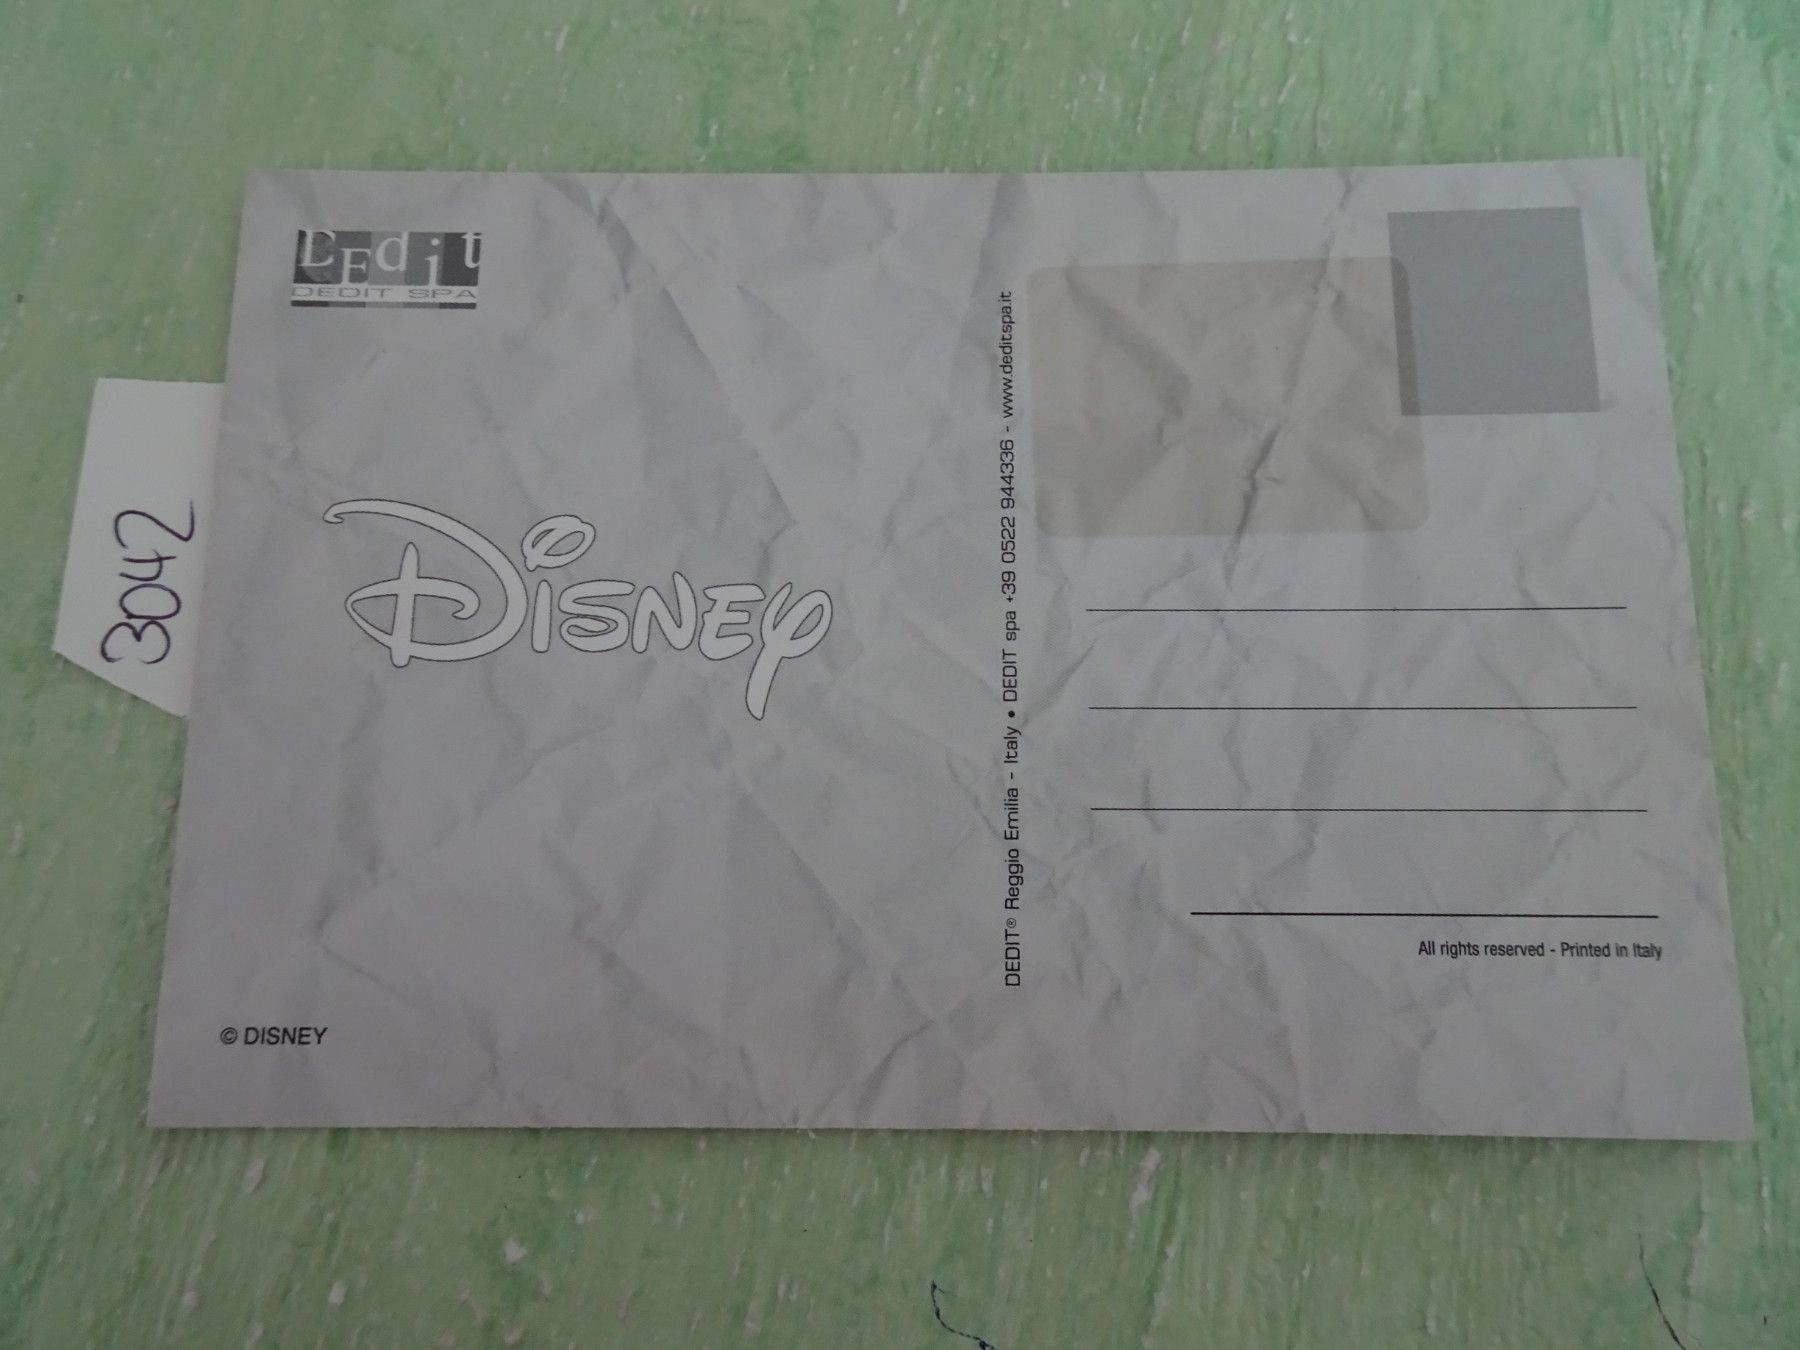 DEdit
DEDIT SPA
3042
DISNEY
DEDIT® Reggio Emilia - Italy • DEDIT spa +39 0522 944336 - www.deditspa.it
All rights reserved - Printed in Italy
© DISNEY